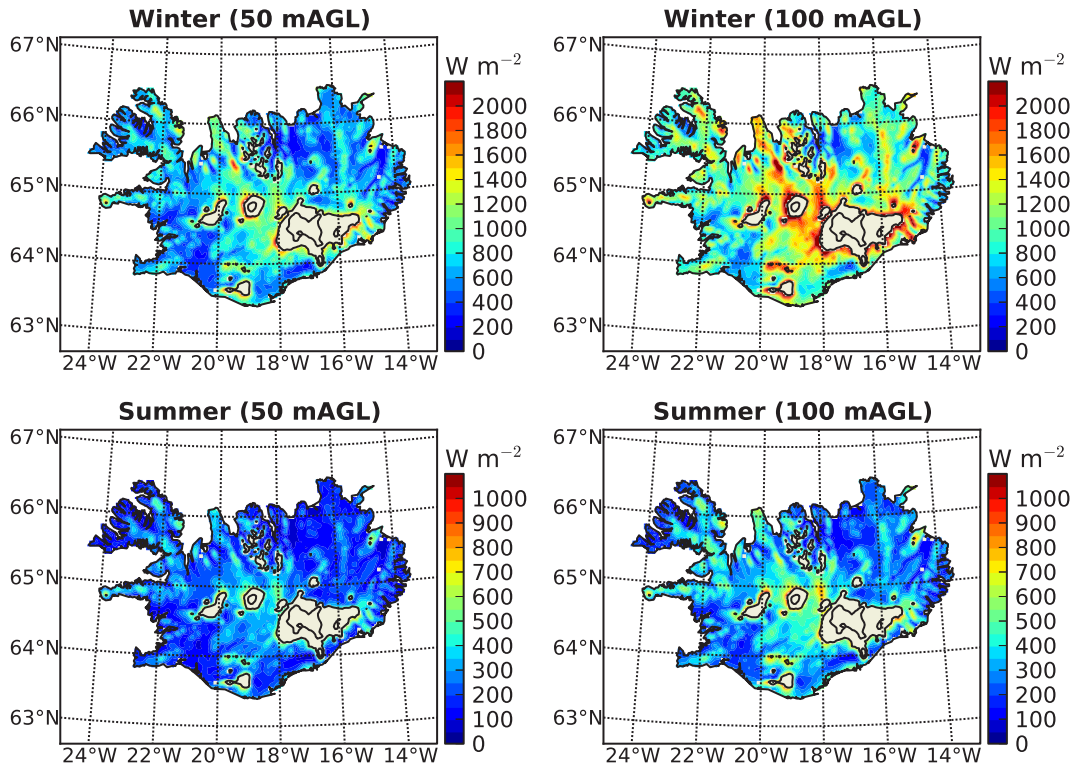 Winter (50 mAGL)
67°N
66°N
65°N
64°N
63°N
24°W 22°W 20°W 18°W 16°W 14°W
W m⁻²
2000
1800
1600
1400
1200
1000
800
600
400
200
0
Winter (100 mAGL)
67°N
66°N
65°N
64°N
63°N
24°W 22°W 20°W 18°W 16°W 14°W
W m⁻²
2000
1800
1600
1400
1200
1000
800
600
400
200
0
Summer (50 mAGL)
67°N
66°N
65°N
64°N
63°N
24°W 22°W 20°W 18°W 16°W 14°W
W m⁻²
1000
900
800
700
600
500
400
300
200
100
0
Summer (100 mAGL)
67°N
66°N
65°N
64°N
63°N
24°W 22°W 20°W 18°W 16°W 14°W
W m⁻²
1000
900
800
700
600
500
400
300
200
100
0